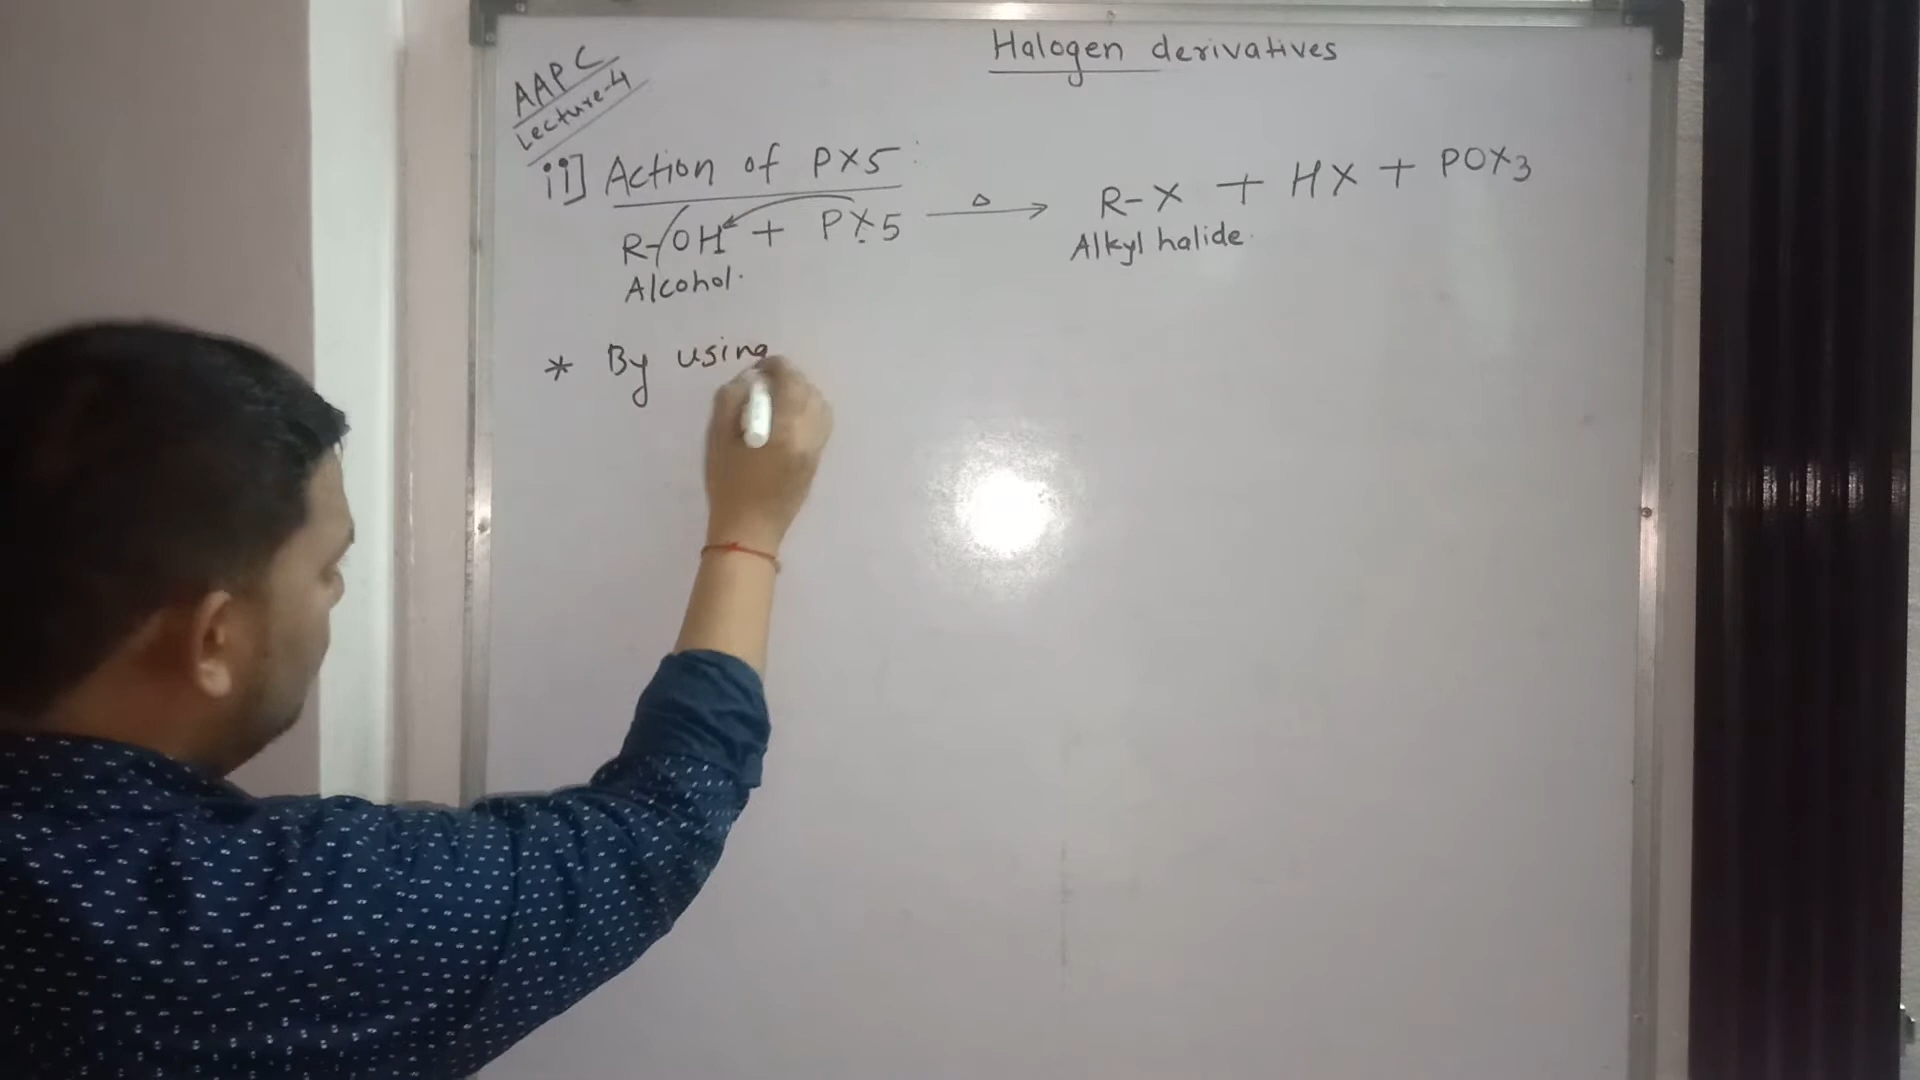 Halogen derivatives
AAPC
Lecture-4
ii] Action of PX5:
R-OH + PX5 —Δ→ R-X + HX + POX3
Alcohol. Alkyl halide.
* By using